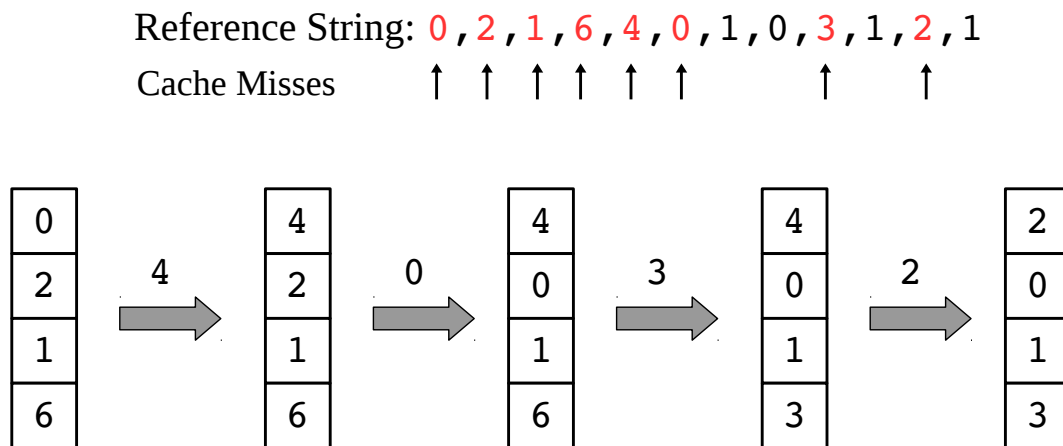 Reference String: 0,2,1,6,4,0,1,0,3,1,2,1
Cache Misses
0 4 4 4 2
4 0 3 2
2 2 0 0 0
1 1 1 1 1
6 6 6 3 3